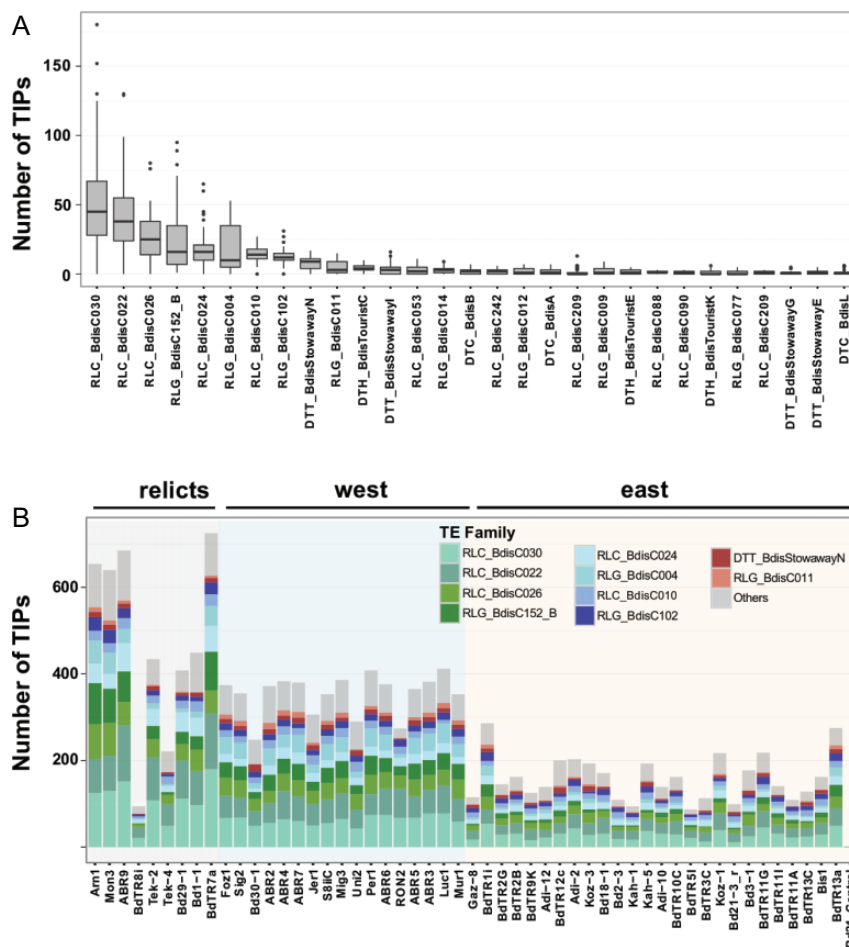 A
Number of TIPs
150
100
50
0
RLC_BdisC030
RLC_BdisC022
RLC_BdisC026
RLG_BdisC152_B
RLC_BdisC024
RLG_BdisC004
RLC_BdisC010
RLG_BdisC102
DTT_BdisStowawayN
RLG_BdisC011
DTH_BdisTouristC
DTT_BdisStowawayI
RLC_BdisC053
RLG_BdisC014
DTC_BdisB
RLC_BdisC242
RLG_BdisC012
DTC_BdisA
RLC_BdisC209
RLG_BdisC009
DTH_BdisTouristE
RLC_BdisC088
RLC_BdisC090
DTH_BdisTouristK
RLG_BdisC077
RLC_BdisC209
DTT_BdisStowawayG
DTT_BdisStowawayE
DTC_BdisL
B
relicts west east
TE Family
RLC_BdisC030
RLC_BdisC022
RLC_BdisC026
RLG_BdisC152_B
RLC_BdisC024
RLG_BdisC004
RLC_BdisC010
RLG_BdisC102
DTT_BdisStowawayN
RLG_BdisC011
Others
Number of TIPs
600
400
200
Arn1
Mon3
ABR9
BdTR8i
Tek-2
Tek-4
Bd29-1
Bd1-1
BdTR7a
Foz1
Sig2
Bd30-1
ABR2
ABR4
ABR7
Jer1
S8iiC
Mig3
Uni2
Per1
ABR6
RON2
ABR5
ABR3
Luc1
Mur1
Gaz-8
BdTR1i
BdTR2G
BdTR2B
BdTR9K
Adi-12
BdTR12c
Adi-2
Koz-3
Bd18-1
Bd2-3
Kah-1
Kah-5
Adi-10
BdTR10C
BdTR5I
BdTR3C
Koz-1
Bd21-3_r
Bd3-1
BdTR11G
BdTR11I
BdTR11A
BdTR13C
Bis1
BdTR13a